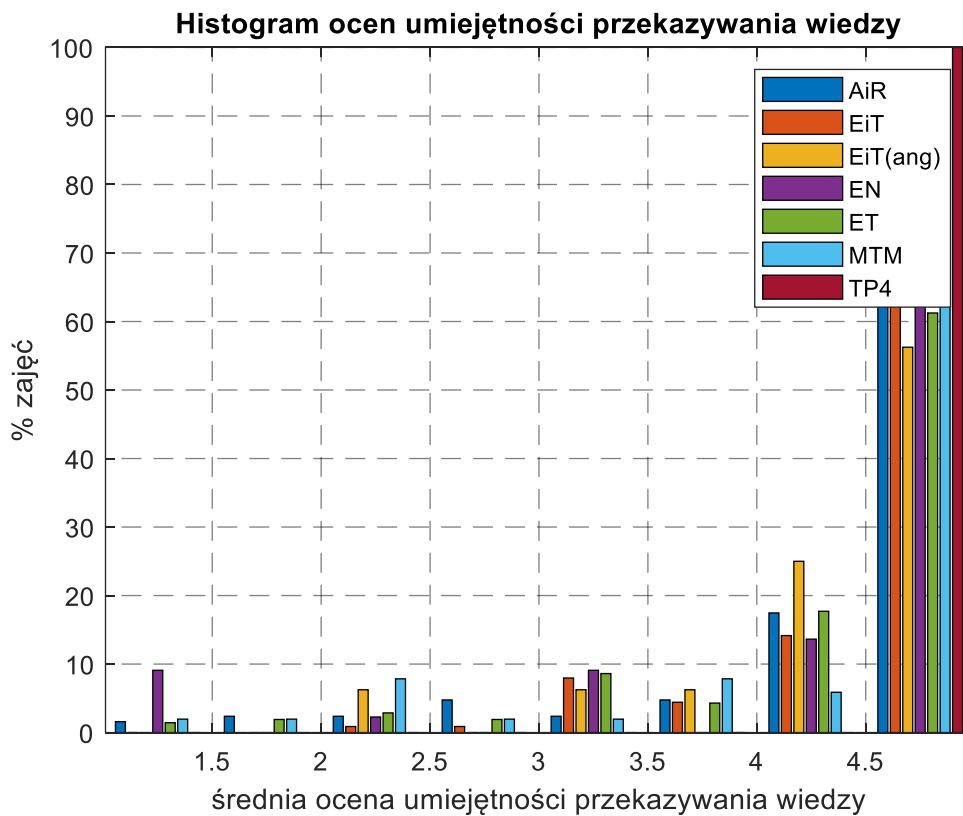 Histogram ocen umiejętności przekazywania wiedzy
100
90
80
70
60
50
40
30
20
10
0
% zajęć
AiR
EiT
EiT(ang)
EN
ET
MTM
TP4
1.5 2 2.5 3 3.5 4 4.5
średnia ocena umiejętności przekazywania wiedzy